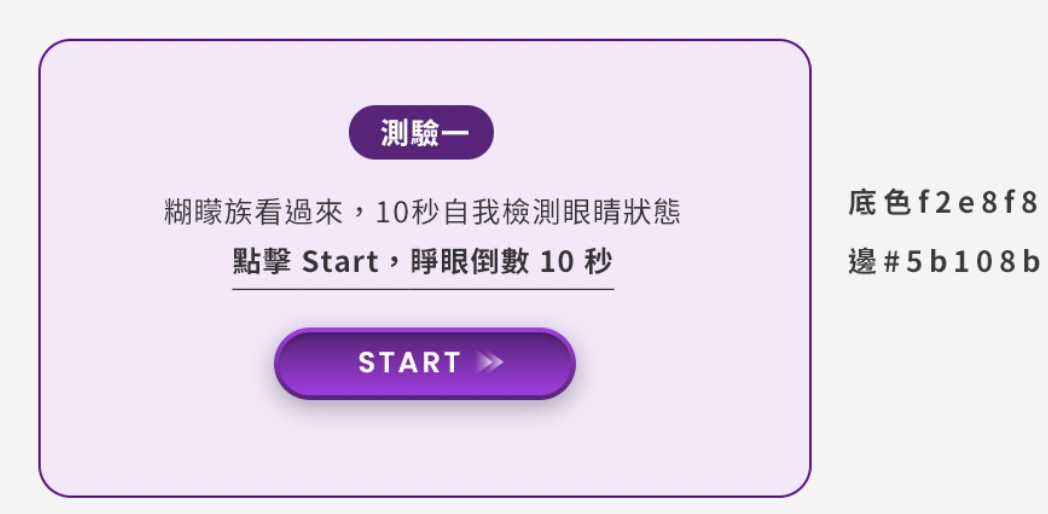 測驗一
糊矇族看過來，10秒自我檢測眼睛狀態
點擊 Start，睜眼倒數 10 秒
START
底色f2e8f8
邊#5b108b